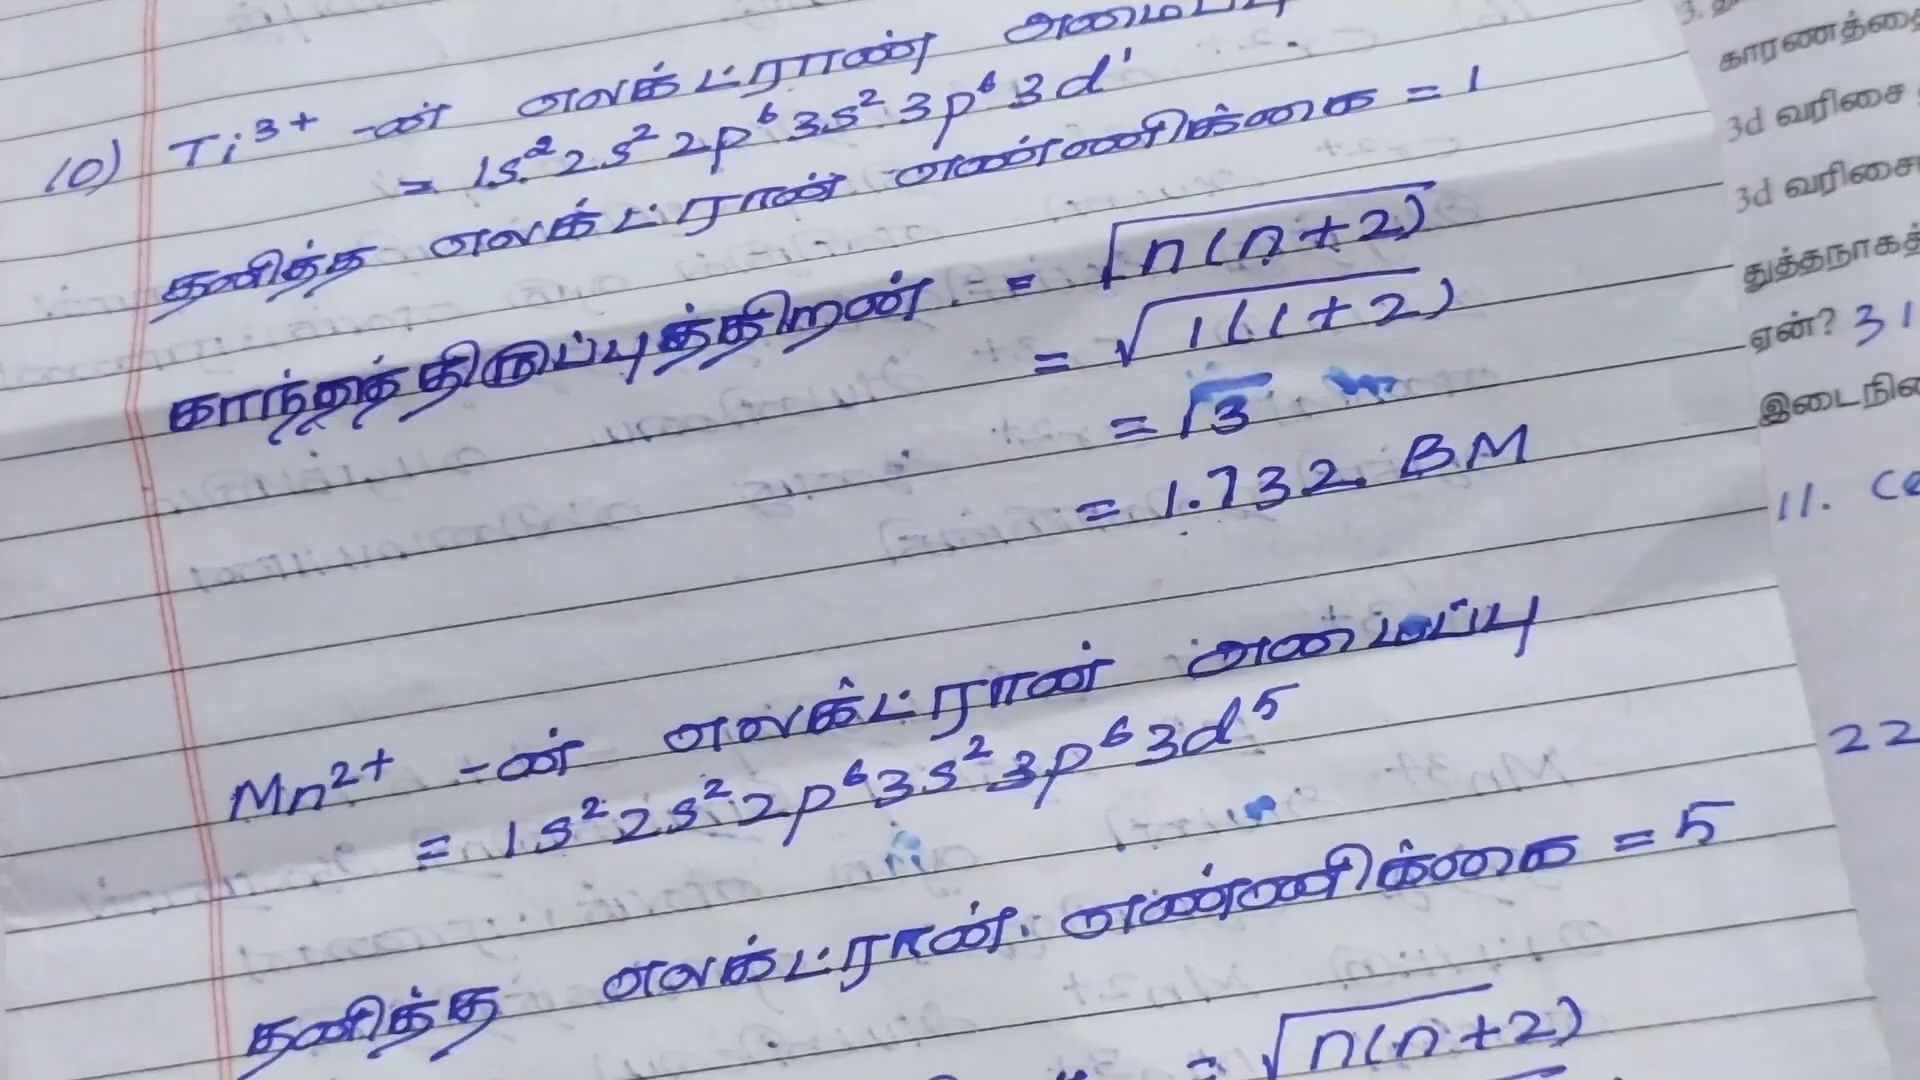 10) Ti³⁺ -ன் எலக்ட்ரான் அமைப்பு
= 1s² 2s² 2p⁶ 3s² 3p⁶ 3d¹
தனித்த எலக்ட்ரான் எண்ணிக்கை = 1
காந்தத்திருப்புத்திறன் = √n(n+2)
= √1(1+2)
= √3
= 1.732. BM
Mn²⁺ -ன் எலக்ட்ரான் அமைப்பு
= 1s² 2s² 2p⁶ 3s² 3p⁶ 3d⁵
தனித்த எலக்ட்ரான் எண்ணிக்கை = 5
= √n(n+2)
3.
காரணத்தை
3d வரிசை
3d வரிசை
துத்தநாகத்
ஏன்? 31
இடைநிலை
11. Co
22